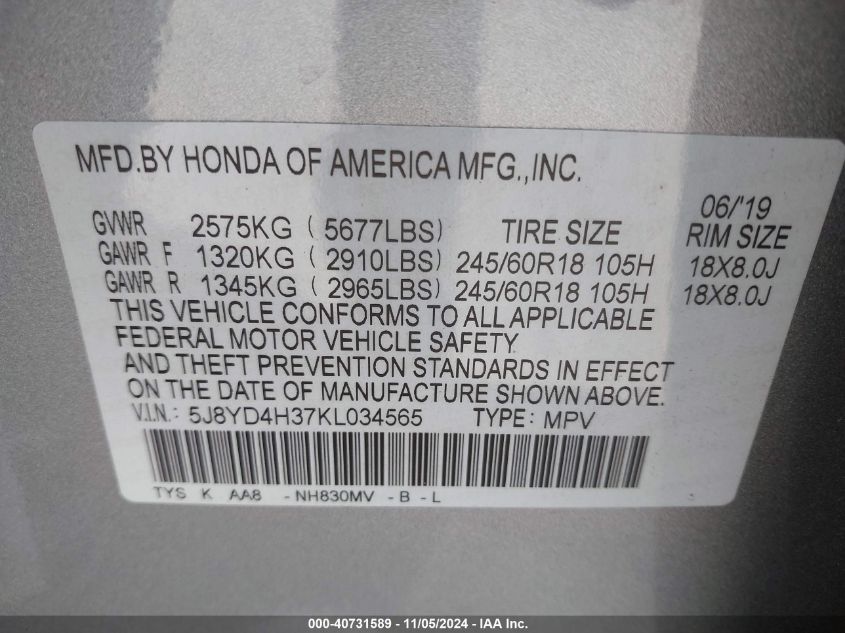 MFD.BY HONDA OF AMERICA MFG.,INC.
06/'19
GVWR 2575KG ( 5677LBS) TIRE SIZE RIM SIZE
GAWR F 1320KG ( 2910LBS) 245/60R18 105H 18X8.0J
GAWR R 1345KG ( 2965LBS) 245/60R18 105H 18X8.0J
THIS VEHICLE CONFORMS TO ALL APPLICABLE
FEDERAL MOTOR VEHICLE SAFETY
AND THEFT PREVENTION STANDARDS IN EFFECT
ON THE DATE OF MANUFACTURE SHOWN ABOVE.
V.I.N.: 5J8YD4H37KL034565 TYPE: MPV
TYS K AA8 - NH830MV - B - L
000-40731589 - 11/05/2024 - IAA Inc.